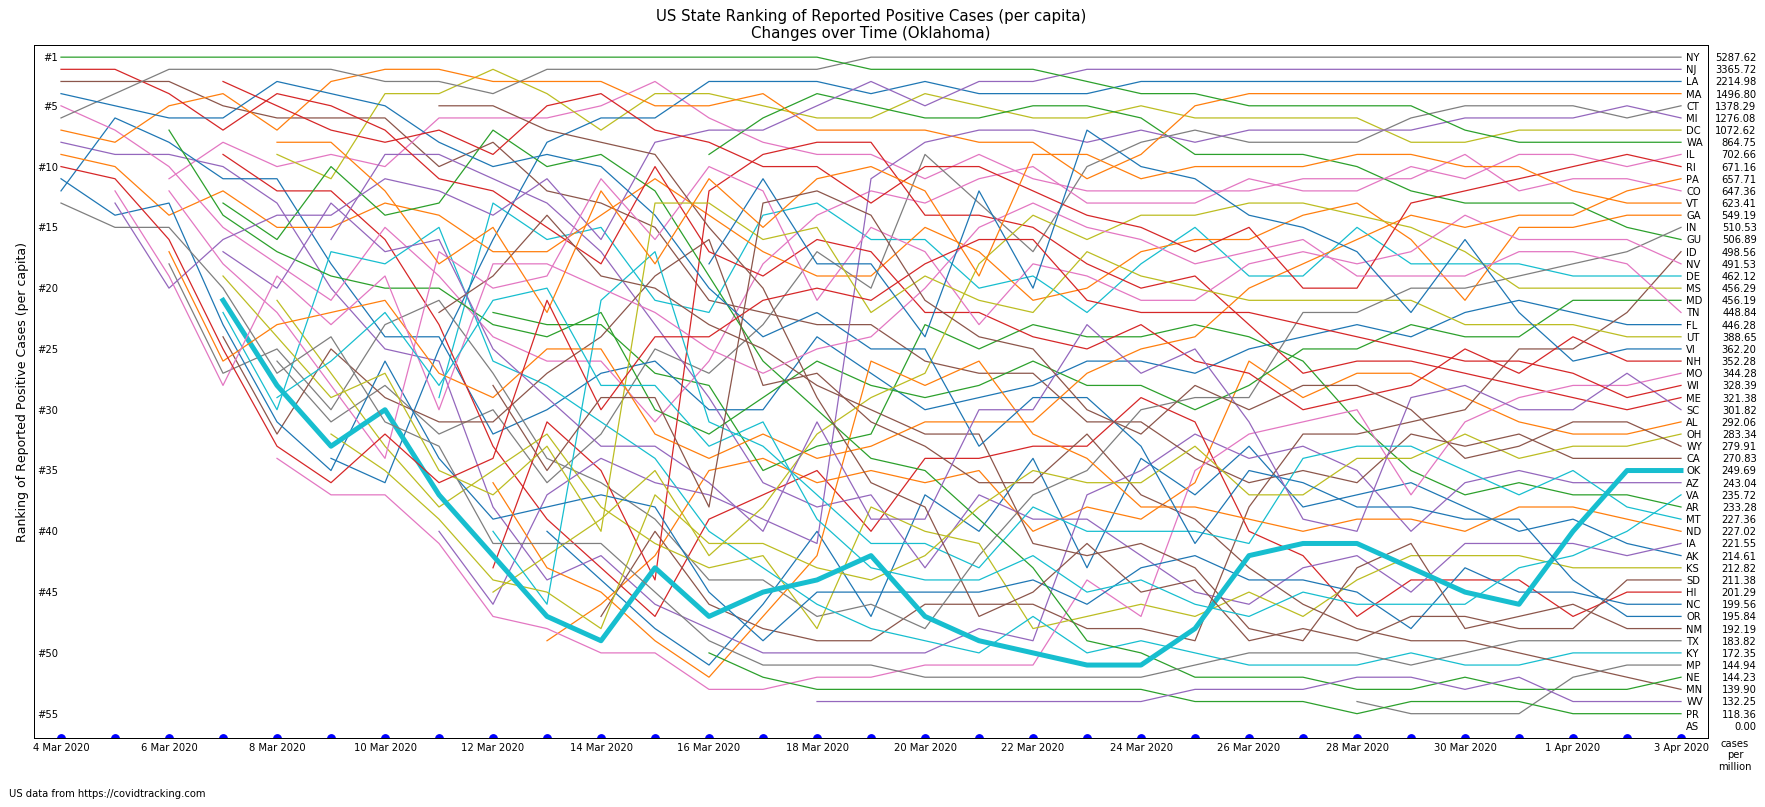 US State Ranking of Reported Positive Cases (per capita)
Changes over Time (Oklahoma)
Ranking of Reported Positive Cases (per capita)
#1
#5
#10
#15
#20
#25
#30
#35
#40
#45
#50
#55
NY 5287.62
NJ 3365.72
LA 2214.98
MA 1496.80
CT 1378.29
MI 1276.08
DC 1072.62
WA 864.75
IL 702.66
RI 671.16
PA 657.71
CO 647.36
VT 623.41
GA 549.19
IN 510.53
GU 506.89
ID 498.56
NV 491.53
DE 462.12
MS 456.29
MD 456.19
TN 448.84
FL 446.28
UT 388.65
VI 362.20
NH 352.28
MO 344.28
WI 328.39
ME 321.38
SC 301.82
AL 292.06
OH 283.34
WY 279.91
CA 270.83
OK 249.69
AZ 243.04
VA 235.72
AR 233.28
MT 227.36
ND 227.02
IA 221.55
AK 214.61
KS 212.82
SD 211.38
HI 201.29
NC 199.56
OR 195.84
NM 192.19
TX 183.82
KY 172.35
MP 144.94
NE 144.23
MN 139.90
WV 132.25
PR 118.36
AS 0.00
4 Mar 2020 6 Mar 2020 8 Mar 2020 10 Mar 2020 12 Mar 2020 14 Mar 2020 16 Mar 2020 18 Mar 2020 20 Mar 2020 22 Mar 2020 24 Mar 2020 26 Mar 2020 28 Mar 2020 30 Mar 2020 1 Apr 2020 3 Apr 2020
cases
per
million
US data from https://covidtracking.com